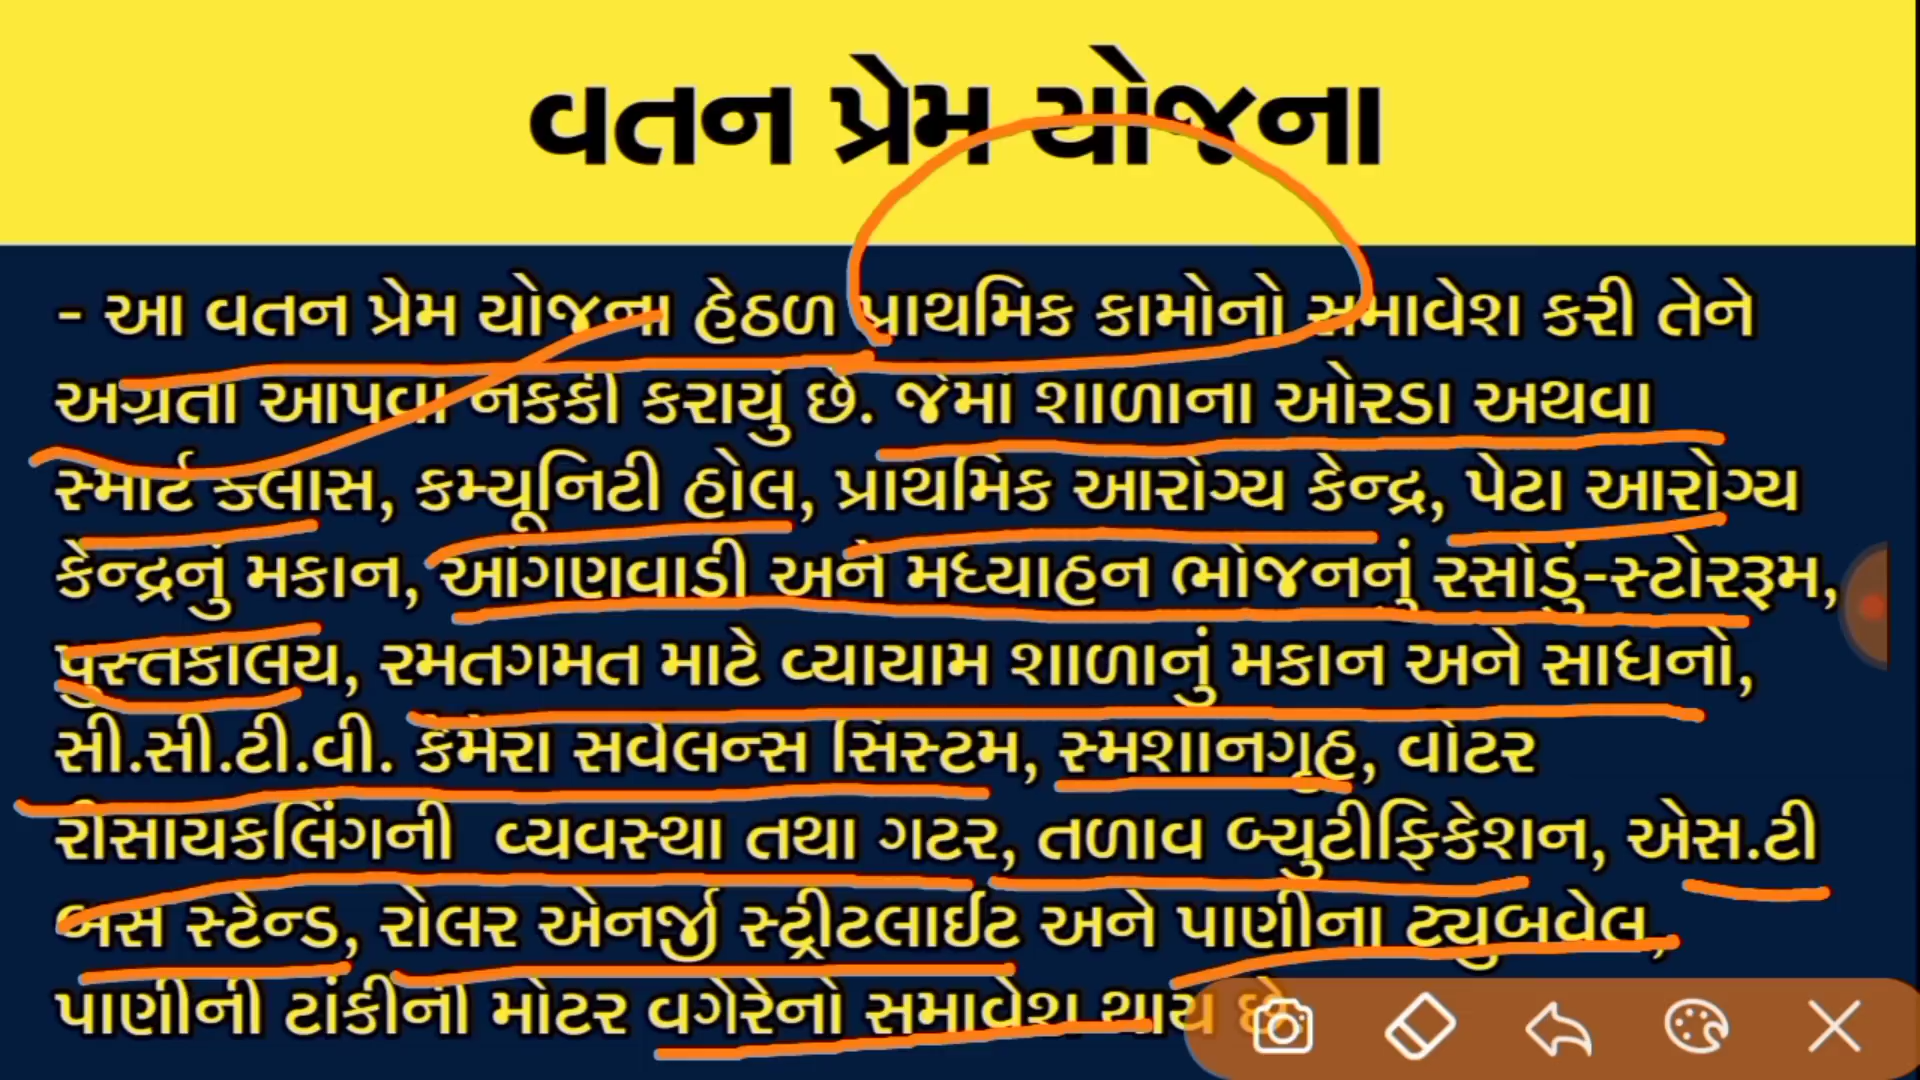 વતન પ્રેમ યોજના
- આ વતન પ્રેમ યોજના હેઠળ પ્રાથમિક કામોનો સમાવેશ કરી તેને
અગ્રતા આપવા નક્કી કરાયું છે. જેમાં શાળાના ઓરડા અથવા
સ્માર્ટ ક્લાસ, કમ્યૂનિટી હોલ, પ્રાથમિક આરોગ્ય કેન્દ્ર, પેટા આરોગ્ય
કેન્દ્રનું મકાન, આંગણવાડી અને મધ્યાહન ભોજનનું રસોડું-સ્ટોરરૂમ,
પુસ્તકાલય, રમતગમત માટે વ્યાયામ શાળાનું મકાન અને સાધનો,
સી.સી.ટી.વી. કેમેરા સર્વેલન્સ સિસ્ટમ, સ્મશાનગૃહ, વોટર
રીસાયકલિંગની વ્યવસ્થા તથા ગટર, તળાવ બ્યુટીફિકેશન, એસ.ટી
બસ સ્ટેન્ડ, રોલર એનર્જી સ્ટ્રીટલાઈટ અને પાણીના ટ્યુબવેલ,
પાણીની ટાંકીની મોટર વગેરેનો સમાવેશ થાય છે